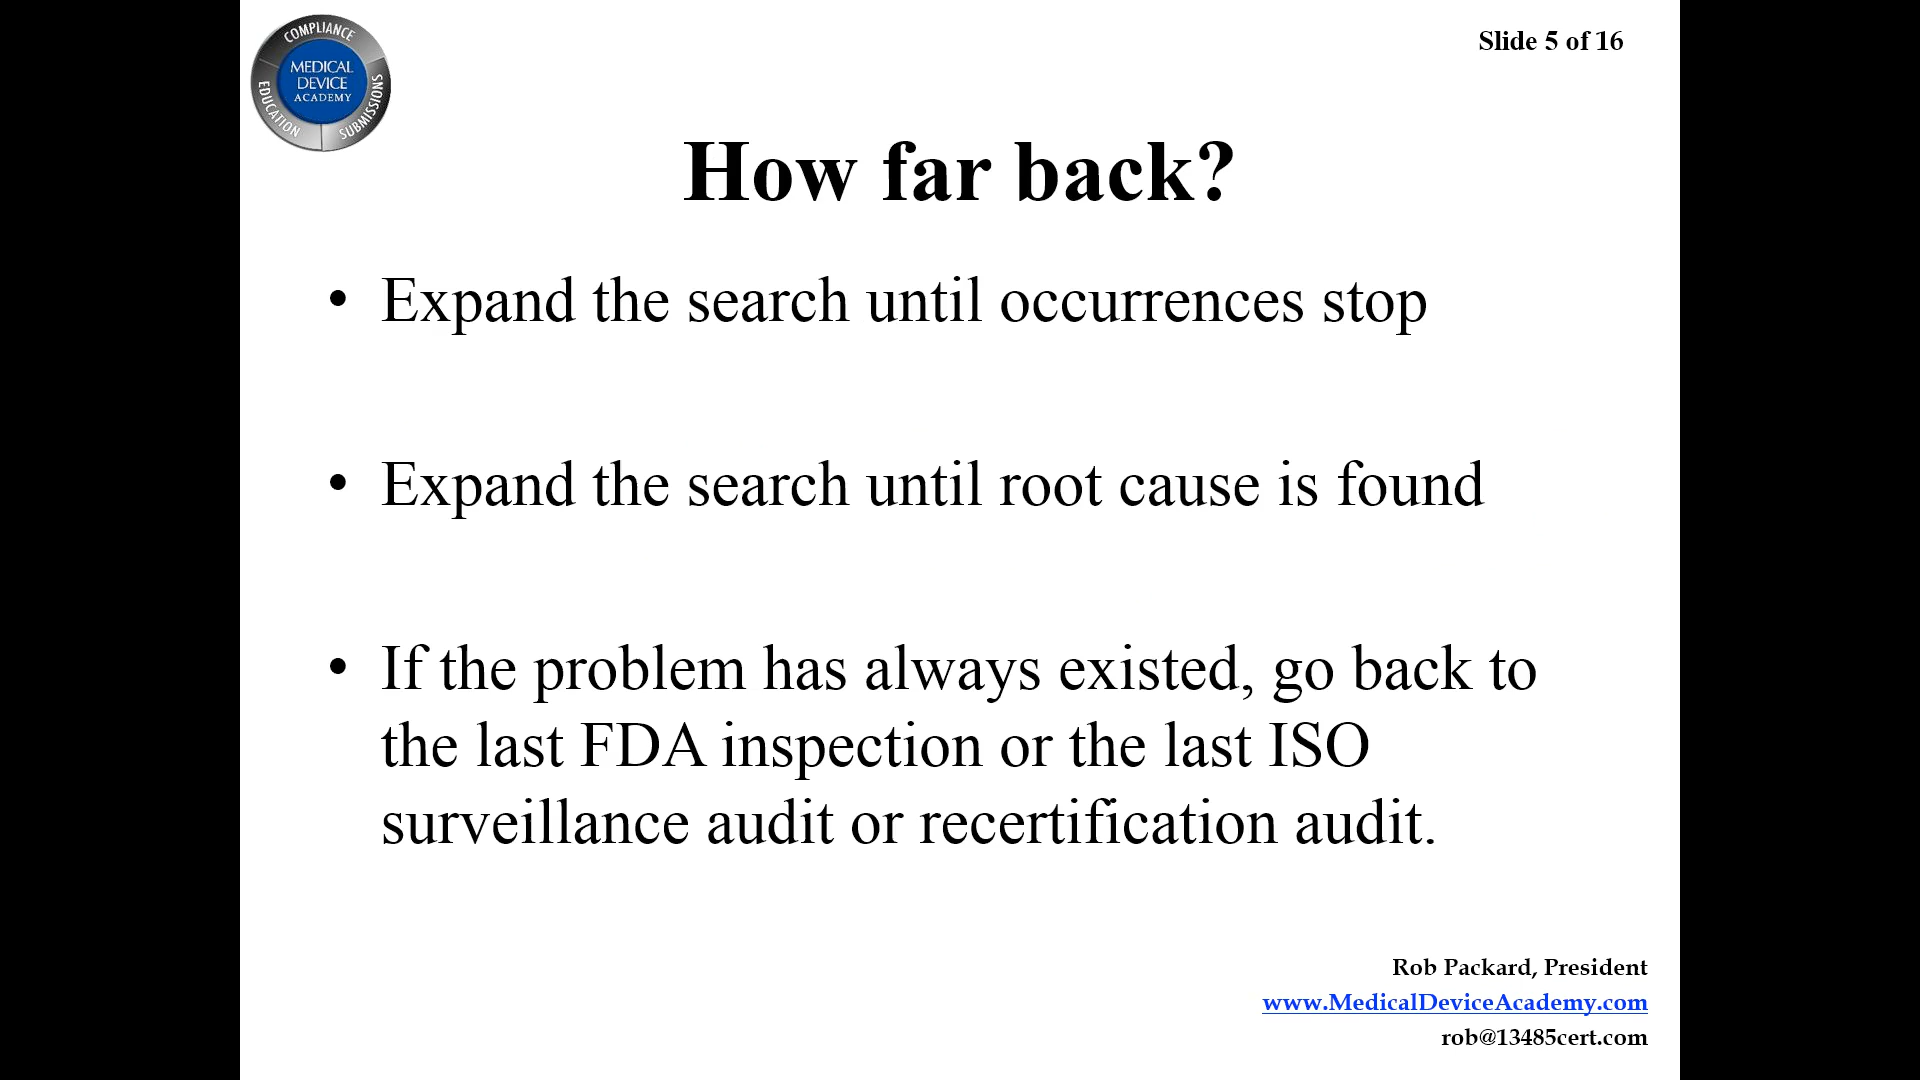 COMPLIANCE
EDUCATION
SUBMISSIONS
MEDICAL
DEVICE
ACADEMY
Slide 5 of 16
How far back?
• Expand the search until occurrences stop
• Expand the search until root cause is found
• If the problem has always existed, go back to
the last FDA inspection or the last ISO
surveillance audit or recertification audit.
Rob Packard, President
www.MedicalDeviceAcademy.com
rob@13485cert.com